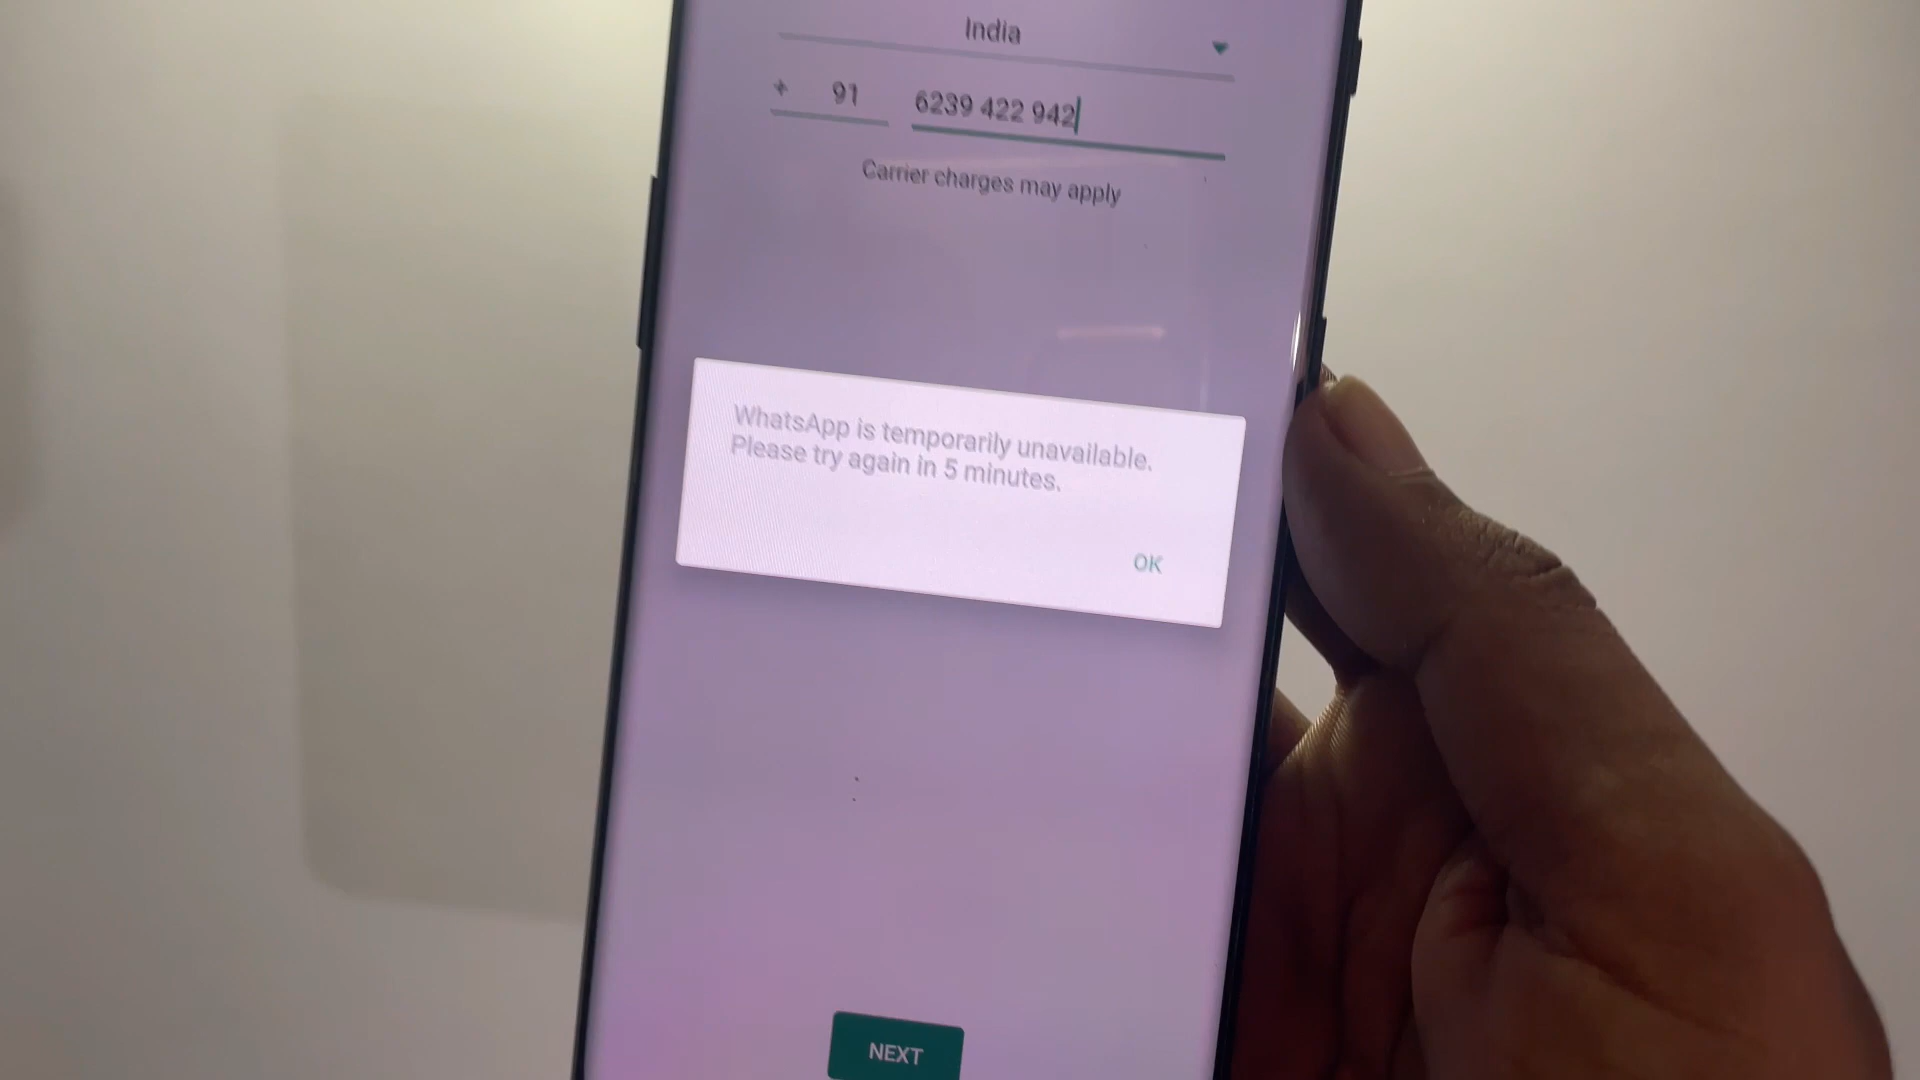 India
+ 91 6239 422 942
Carrier charges may apply
WhatsApp is temporarily unavailable.
Please try again in 5 minutes.
OK
NEXT